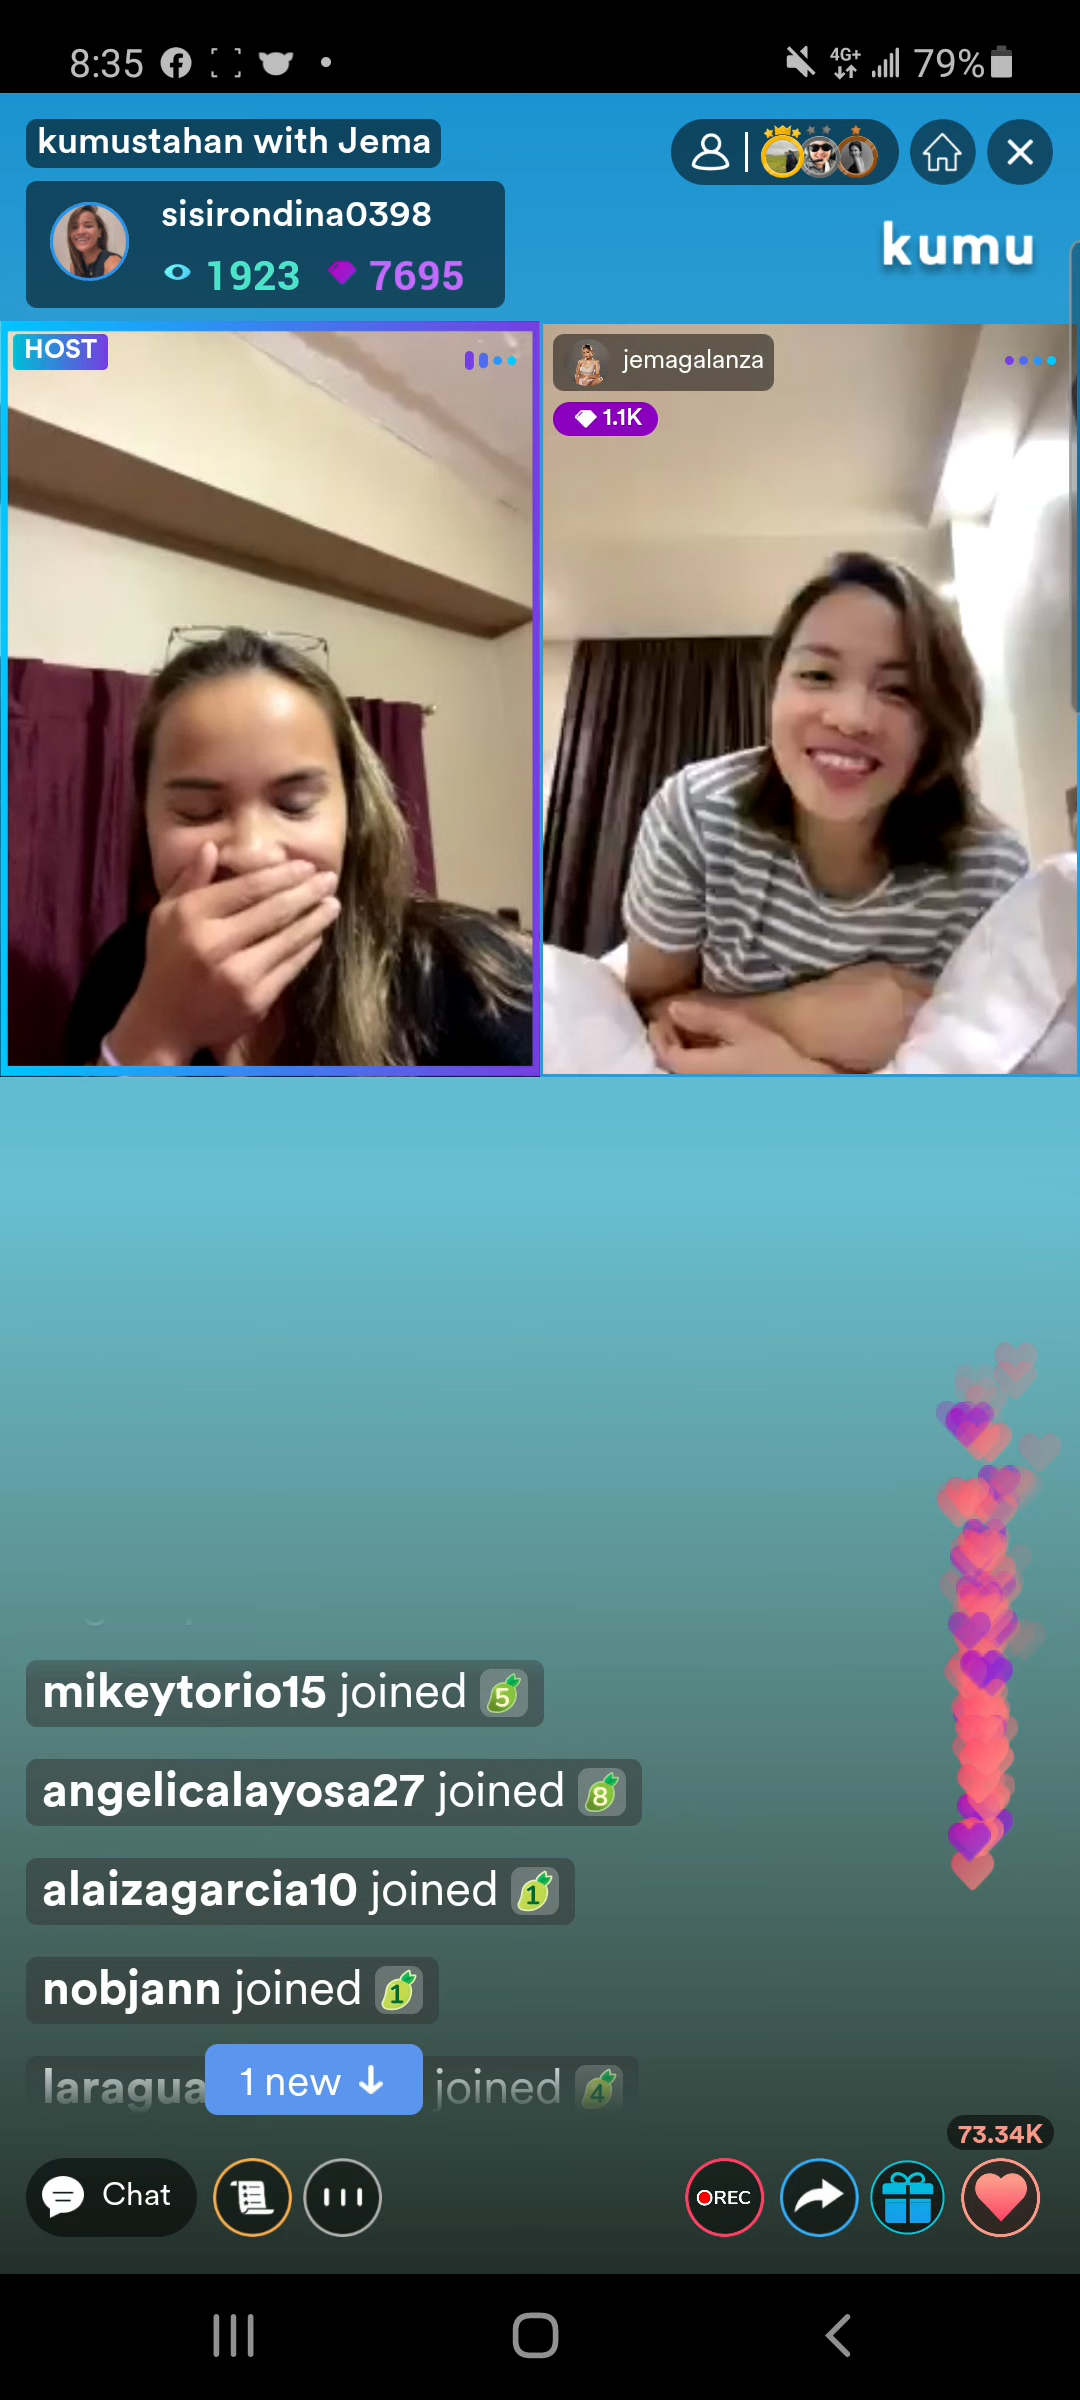 8:35
4G+ 79%
kumustahan with Jema
sisirondina0398
1923 7695
kumu
HOST
jemagalanza
1.1K
mikeytorio15 joined 5
angelicalayosa27 joined 8
alaizagarcia10 joined 1
nobjann joined 1
joined 4
1 new
73.34K
Chat
REC